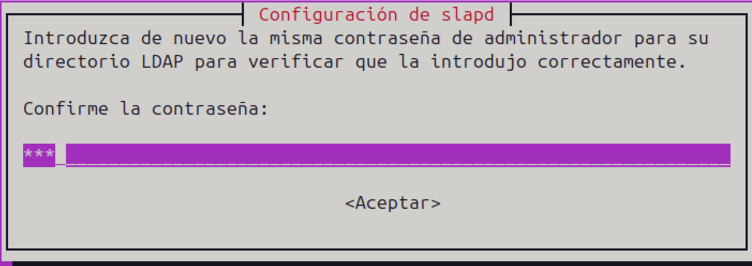 Configuración de slapd
Introduzca de nuevo la misma contraseña de administrador para su
directorio LDAP para verificar que la introdujo correctamente.
Confirme la contraseña:
***
<Aceptar>